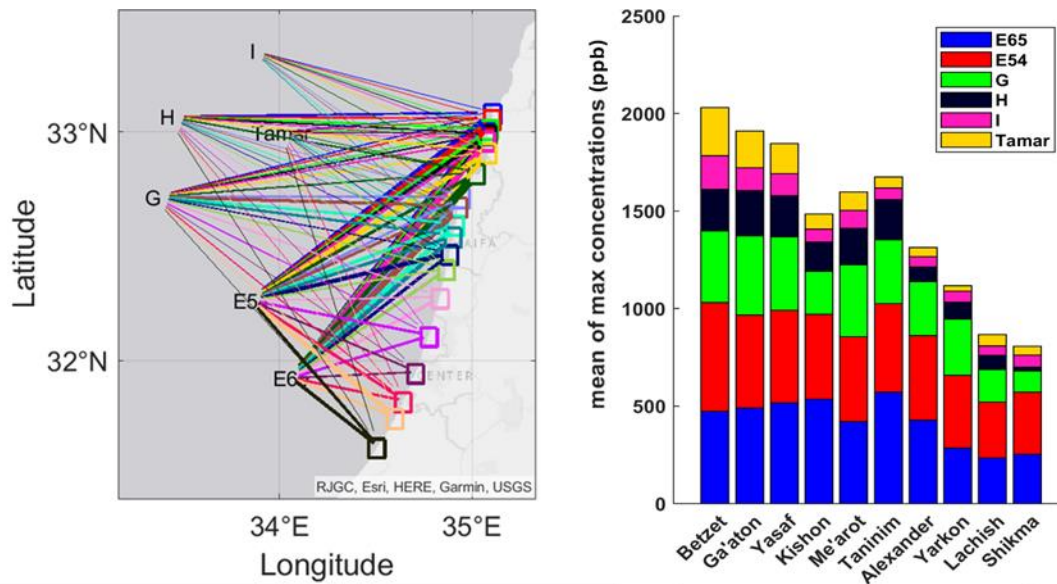 I
H
Tamar
G
E5
E6
33°N
32°N
Latitude
AIFA
CENTER
RJGC, Esri, HERE, Garmin, USGS
34°E 35°E
Longitude
mean of max concentrations (ppb)
2500
2000
1500
1000
500
0
E65
E54
G
H
I
Tamar
Betzet
Ga'aton
Yasaf
Kishon
Me'arot
Taninim
Alexander
Yarkon
Lachish
Shikma